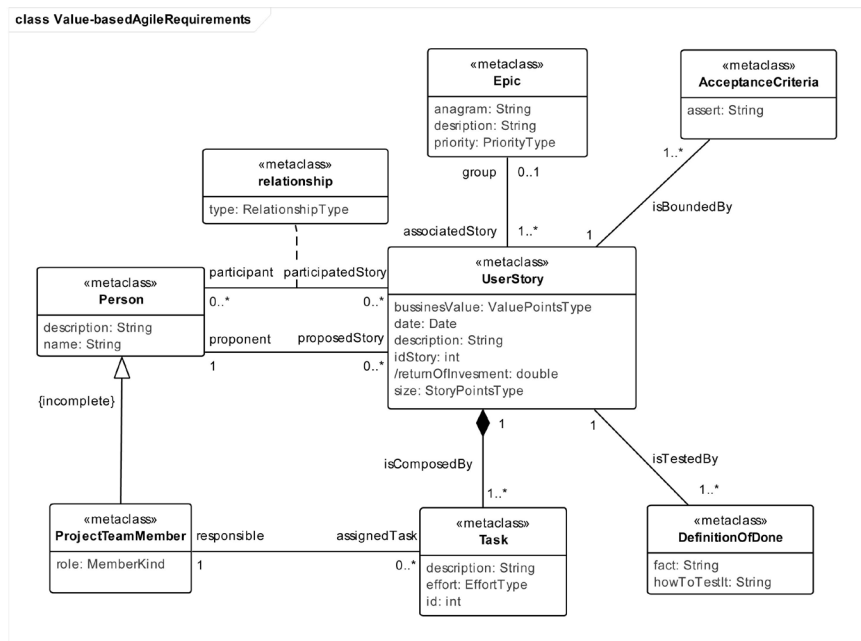 class Value-basedAgileRequirements
«metaclass»
Epic
anagram: String
desription: String
priority: PriorityType
«metaclass»
AcceptanceCriteria
assert: String
«metaclass»
relationship
type: RelationshipType
group
0..1
1..*
isBoundedBy
associatedStory
1..*
1
«metaclass»
Person
description: String
name: String
participant
participatedStory
0..*
0..*
proponent
proposedStory
1
0..*
«metaclass»
UserStory
bussinesValue: ValuePointsType
date: Date
description: String
idStory: int
/returnOfInvesment: double
size: StoryPointsType
{incomplete}
1
1
isComposedBy
isTestedBy
1..*
1..*
«metaclass»
ProjectTeamMember
role: MemberKind
responsible
assignedTask
1
0..*
«metaclass»
Task
description: String
effort: EffortType
id: int
«metaclass»
DefinitionOfDone
fact: String
howToTestIt: String